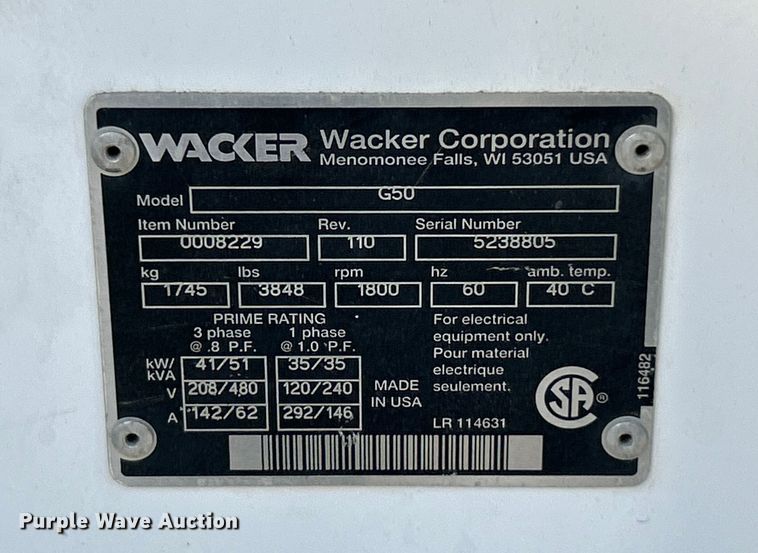 WACKER Wacker Corporation
Menomonee Falls, WI 53051 USA
Model G50
Item Number Rev. Serial Number
0008229 110 5238805
kg lbs rpm hz amb. temp.
1745 3848 1800 60 40 C
PRIME RATING
3 phase 1 phase
@ .8 P.F. @ 1.0 P.F.
kW/kVA 41/51 35/35
V 208/480 120/240
A 142/62 292/146
MADE IN USA
For electrical
equipment only.
Pour material
electrique
seulement.
LR 114631
CSA ®
116482
Purple Wave Auction